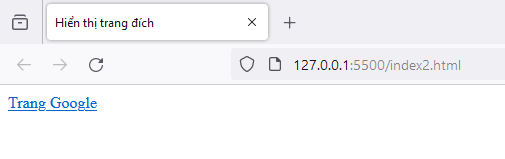 Hiển thị trang đích
127.0.0.1:5500/index2.html
Trang Google